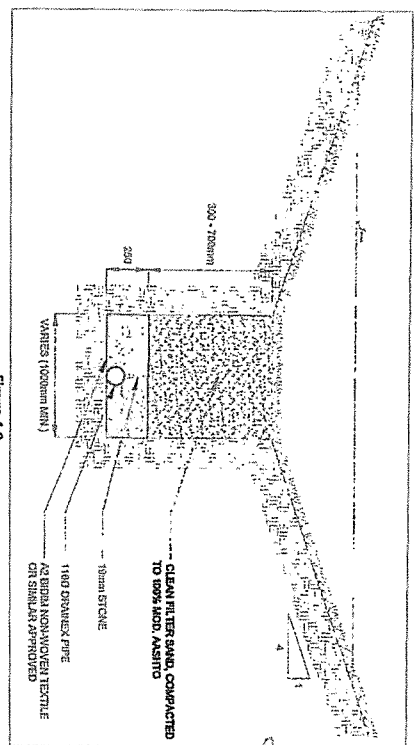 300 - 700mm
250
VARIES (1000mm MIN.)
CLEAN FILTER SAND, COMPACTED
TO 100% MOD. AASHTO
19mm STONE
110Ø DRAINEX PIPE
A2 BIDIM NON-WOVEN TEXTILE
OR SIMILAR APPROVED
1
4